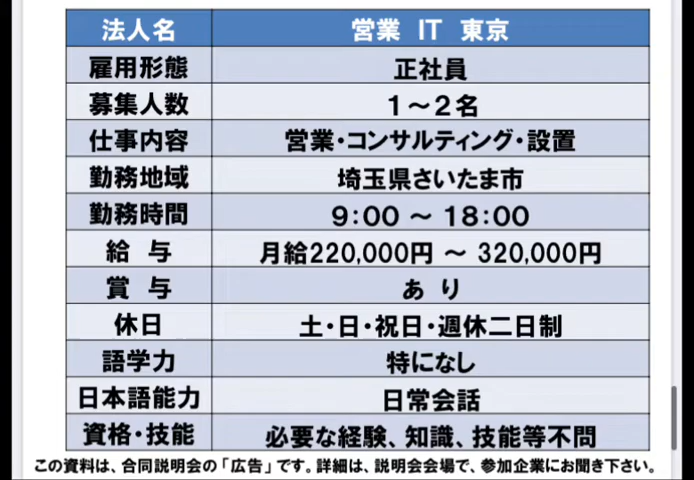 法人名 営業 IT 東京
雇用形態 正社員
募集人数 1～2名
仕事内容 営業・コンサルティング・設置
勤務地域 埼玉県さいたま市
勤務時間 9:00 ～ 18:00
給 与 月給220,000円 ～ 320,000円
賞 与 あ り
休日 土・日・祝日・週休二日制
語学力 特になし
日本語能力 日常会話
資格・技能 必要な経験、知識、技能等不問
この資料は、合同説明会の「広告」です。詳細は、説明会会場で、参加企業にお聞き下さい。